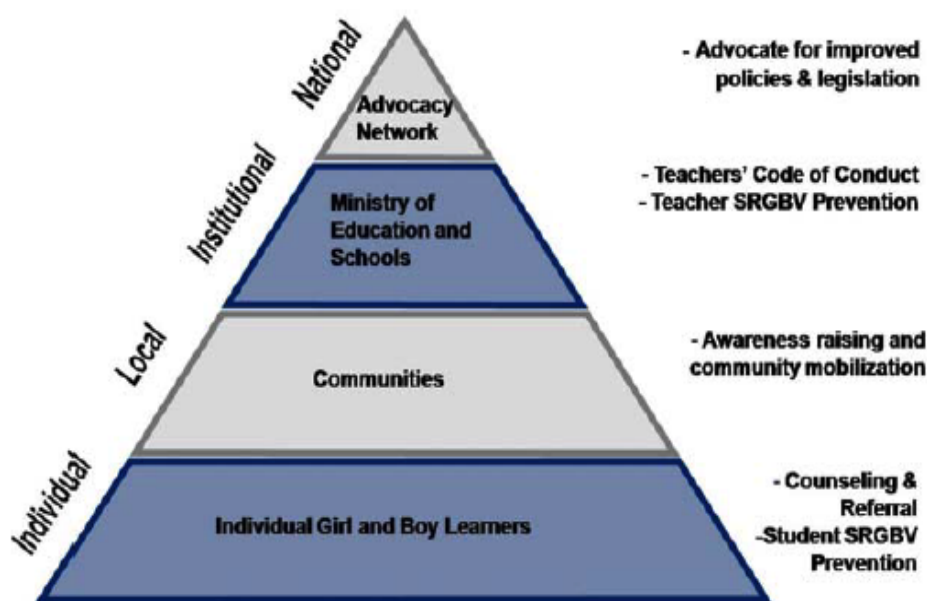 National
Advocacy
Network
- Advocate for improved
policies & legislation
Institutional
Ministry of
Education and
Schools
- Teachers' Code of Conduct
- Teacher SRGBV Prevention
Local
Communities
- Awareness raising and
community mobilization
Individual
Individual Girl and Boy Learners
- Counseling &
Referral
-Student SRGBV
Prevention